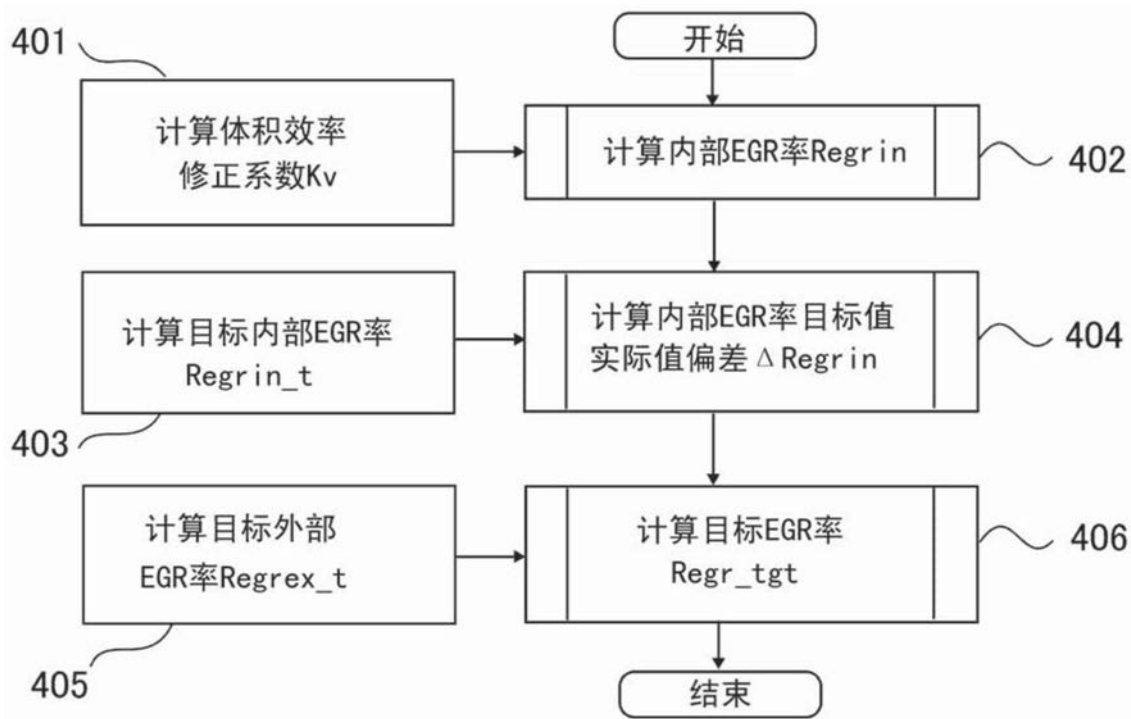 401
开始
计算体积效率
修正系数Kv
计算内部EGR率Regrin
402
计算目标内部EGR率
Regrin_t
403
计算内部EGR率目标值
实际值偏差ΔRegrin
404
计算目标外部
EGR率Regrex_t
405
计算目标EGR率
Regr_tgt
406
结束